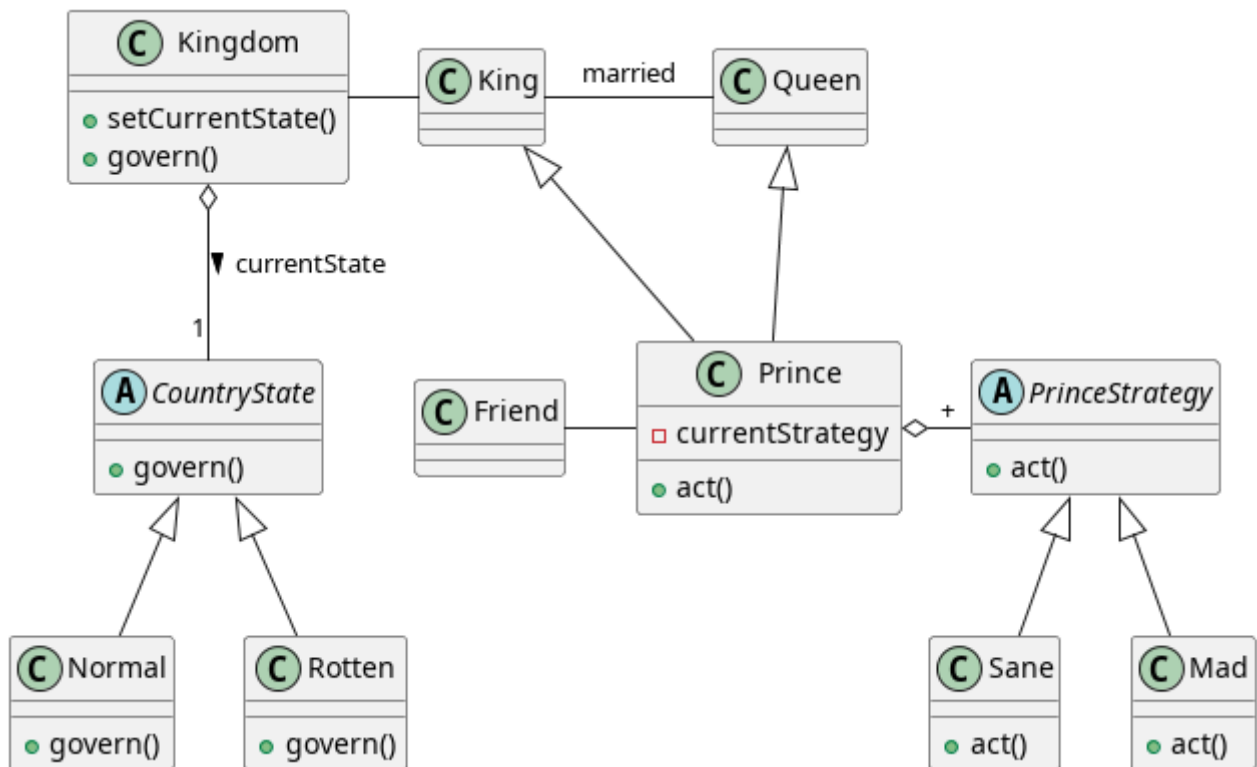 C Kingdom
setCurrentState()
govern()
C King
married
C Queen
currentState
1
A CountryState
govern()
C Friend
C Prince
currentStrategy
act()
+
A PrinceStrategy
act()
C Normal
govern()
C Rotten
govern()
C Sane
act()
C Mad
act()